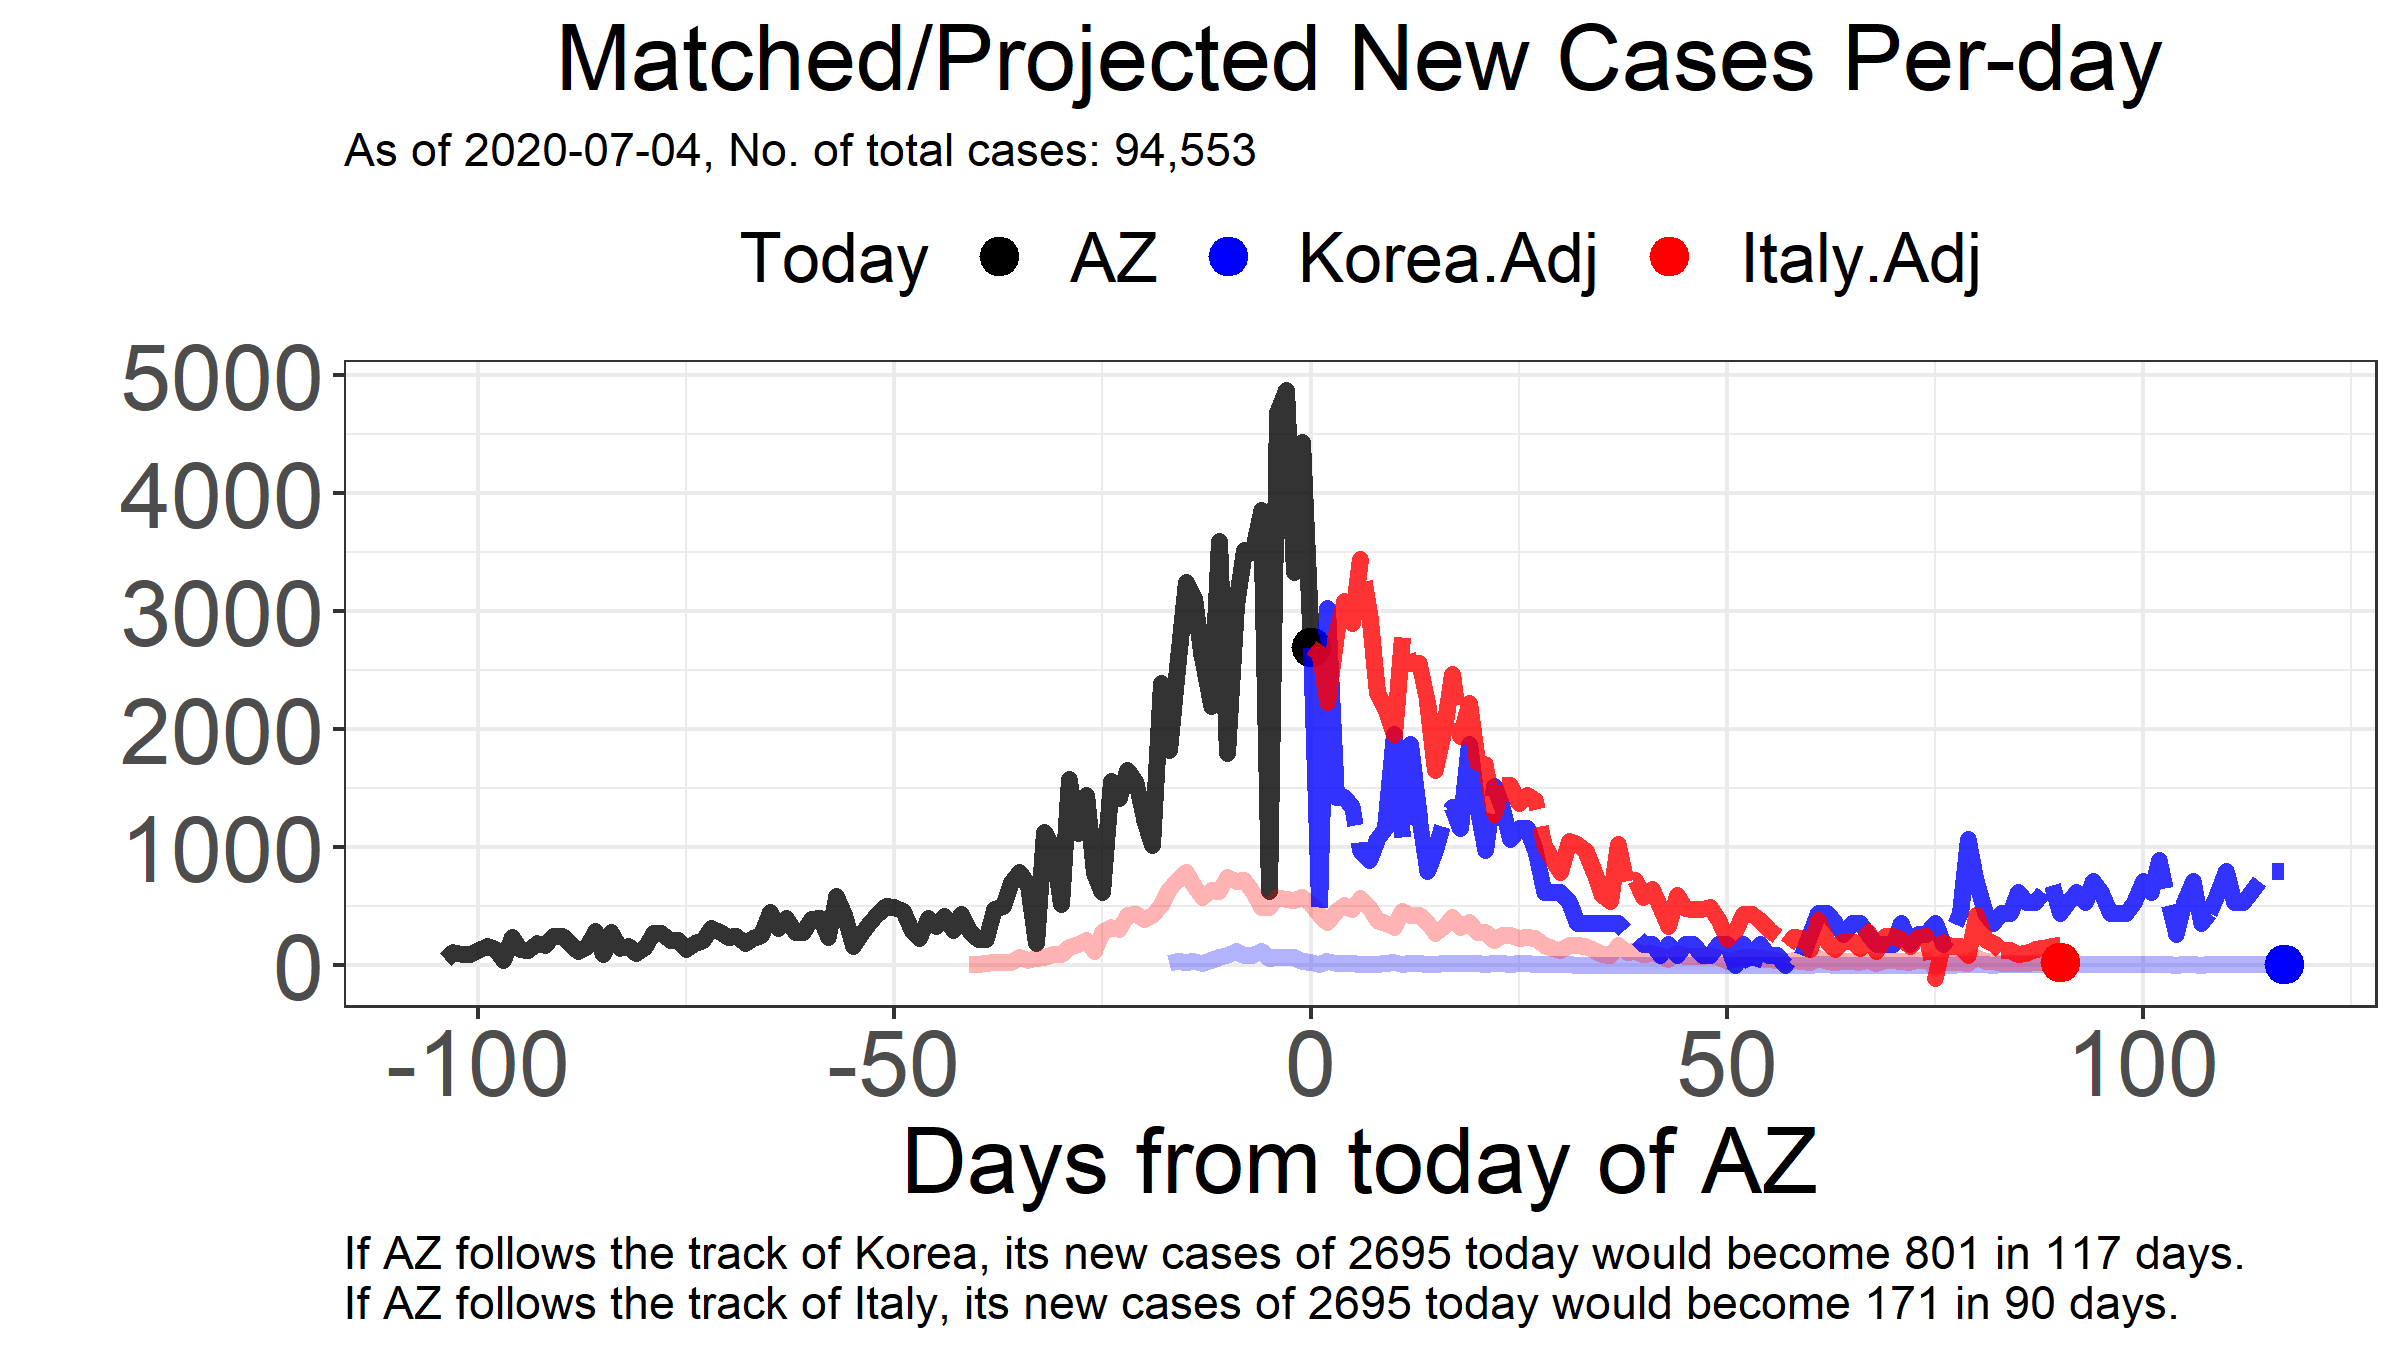 Matched/Projected New Cases Per-day
As of 2020-07-04, No. of total cases: 94,553
Today AZ Korea.Adj Italy.Adj
5000
4000
3000
2000
1000
0
-100 -50 0 50 100
Days from today of AZ
If AZ follows the track of Korea, its new cases of 2695 today would become 801 in 117 days.
If AZ follows the track of Italy, its new cases of 2695 today would become 171 in 90 days.